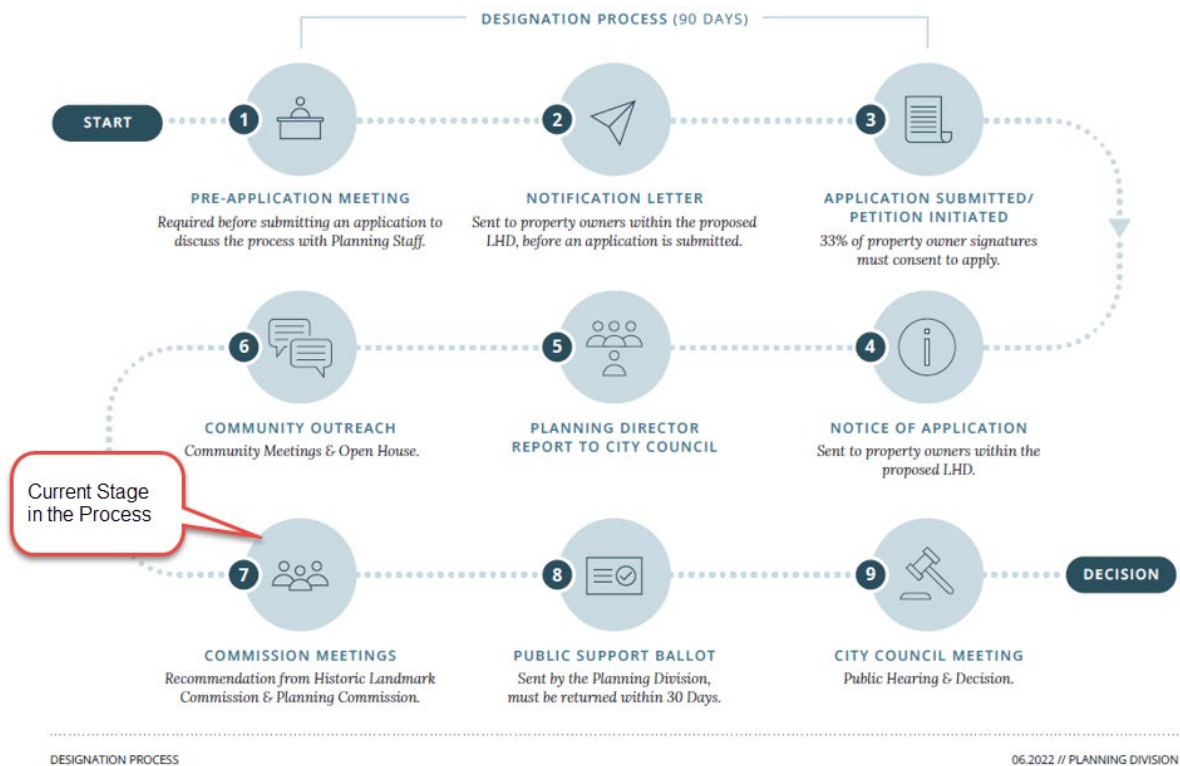 DESIGNATION PROCESS (90 DAYS)
START
1
PRE-APPLICATION MEETING
Required before submitting an application to
discuss the process with Planning Staff.
2
NOTIFICATION LETTER
Sent to property owners within the proposed
LHD, before an application is submitted.
3
APPLICATION SUBMITTED/
PETITION INITIATED
33% of property owner signatures
must consent to apply.
4
NOTICE OF APPLICATION
Sent to property owners within the
proposed LHD.
5
PLANNING DIRECTOR
REPORT TO CITY COUNCIL
6
COMMUNITY OUTREACH
Community Meetings & Open House.
Current Stage
in the Process
7
COMMISSION MEETINGS
Recommendation from Historic Landmark
Commission & Planning Commission.
8
PUBLIC SUPPORT BALLOT
Sent by the Planning Division,
must be returned within 30 Days.
9
CITY COUNCIL MEETING
Public Hearing & Decision.
DECISION
DESIGNATION PROCESS
06.2022 // PLANNING DIVISION